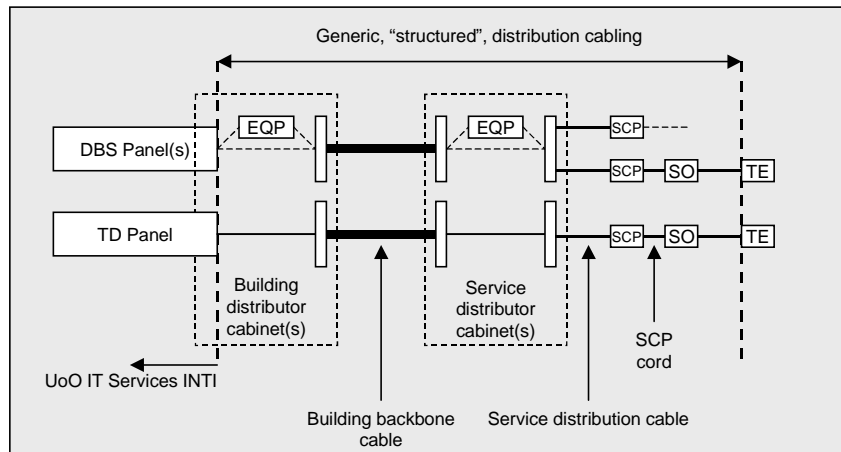 Generic, “structured”, distribution cabling
EQP
EQP
SCP
DBS Panel(s)
SCP
SO
TE
TD Panel
SCP
SO
TE
Building
distributor
cabinet(s)
Service
distributor
cabinet(s)
SCP
cord
UoO IT Services INTI
Building backbone
cable
Service distribution cable